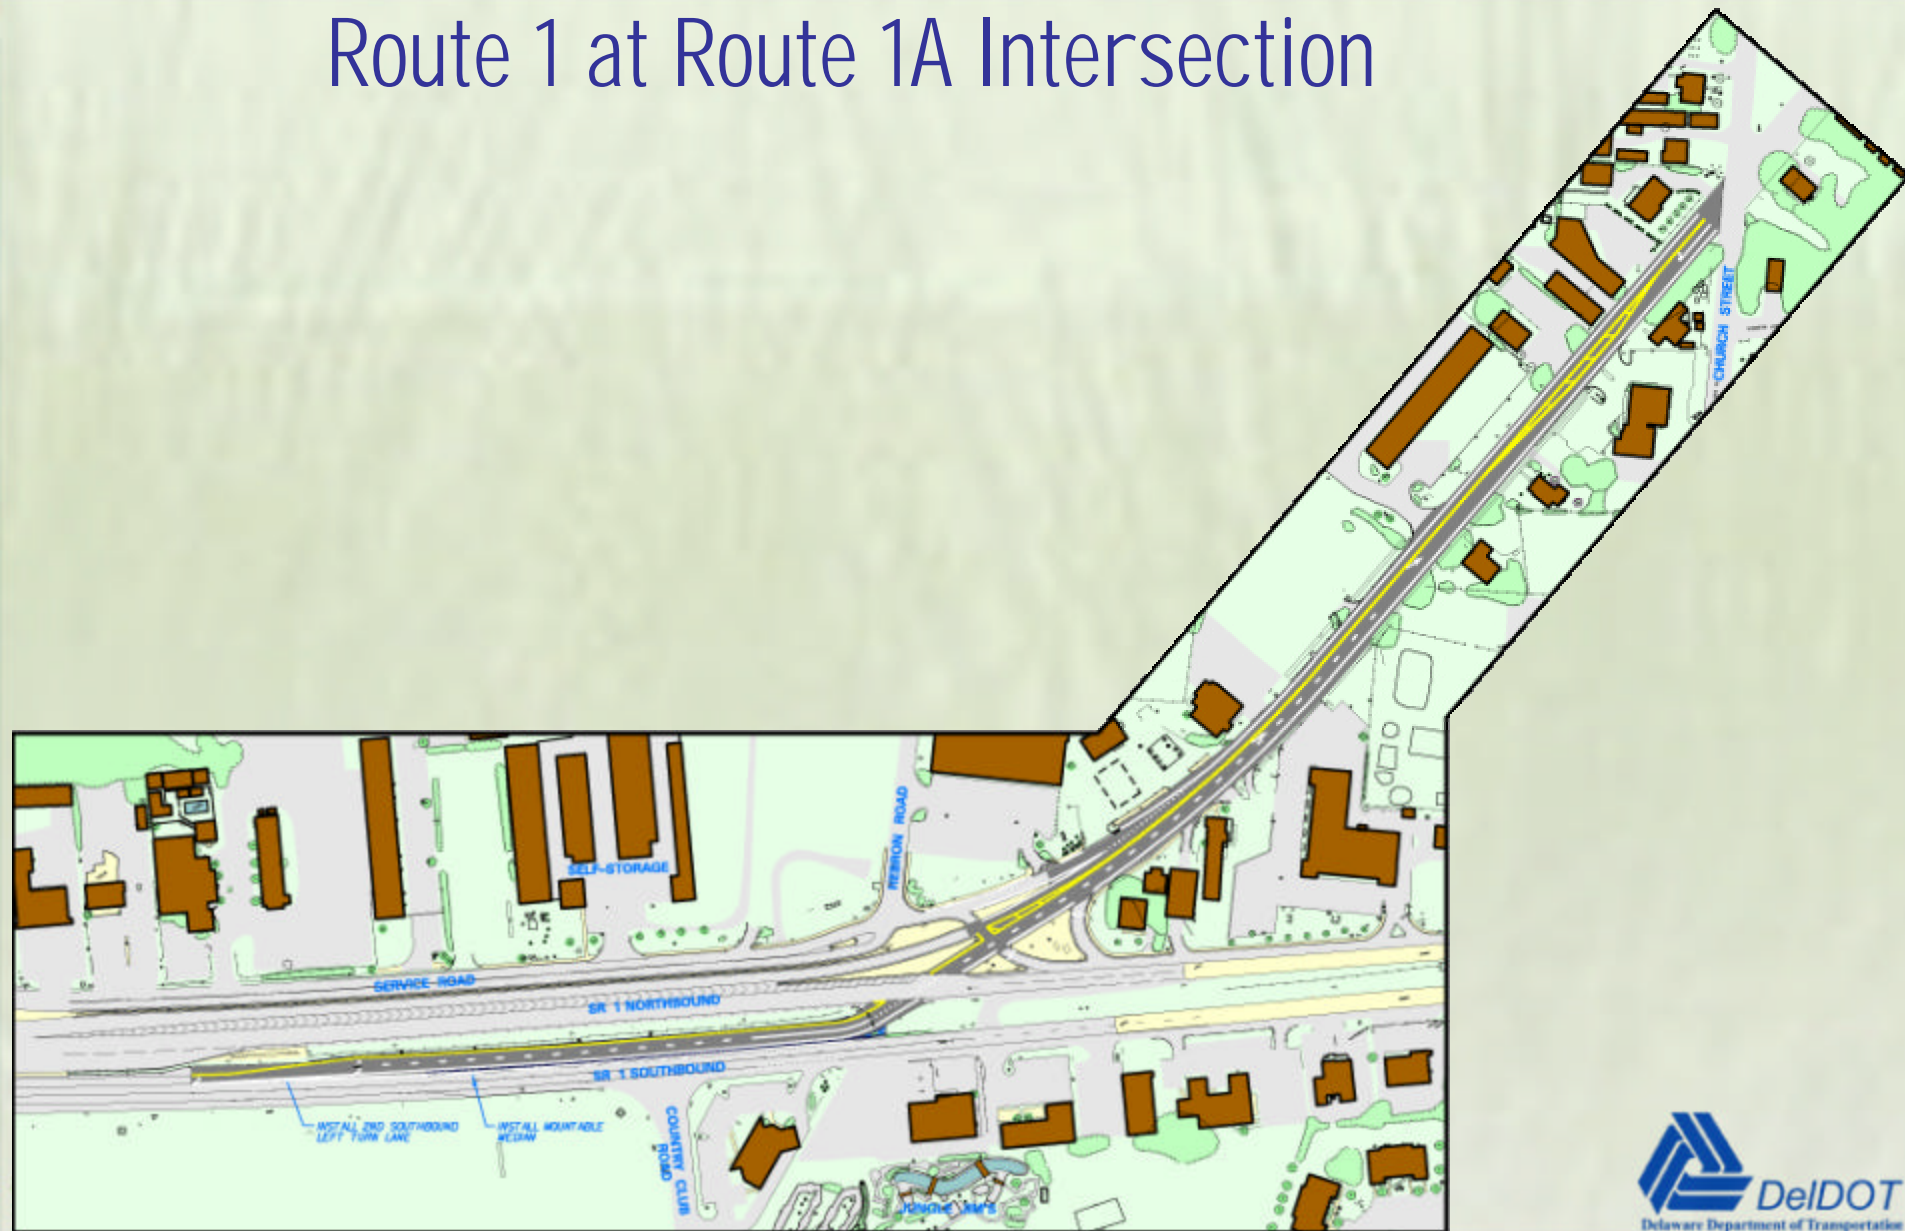 Route 1 at Route 1A Intersection
CHURCH STREET
REBRON ROAD
SELF-STORAGE
SERVICE ROAD
SR 1 NORTHBOUND
SR 1 SOUTHBOUND
INSTALL 2ND SOUTHBOUND
LEFT TURN LANE
INSTALL MOUNTABLE
MEDIAN
COUNTRY CLUB
ROAD
JUNGLE JIM'S
DelDOT
Delaware Department of Transportation